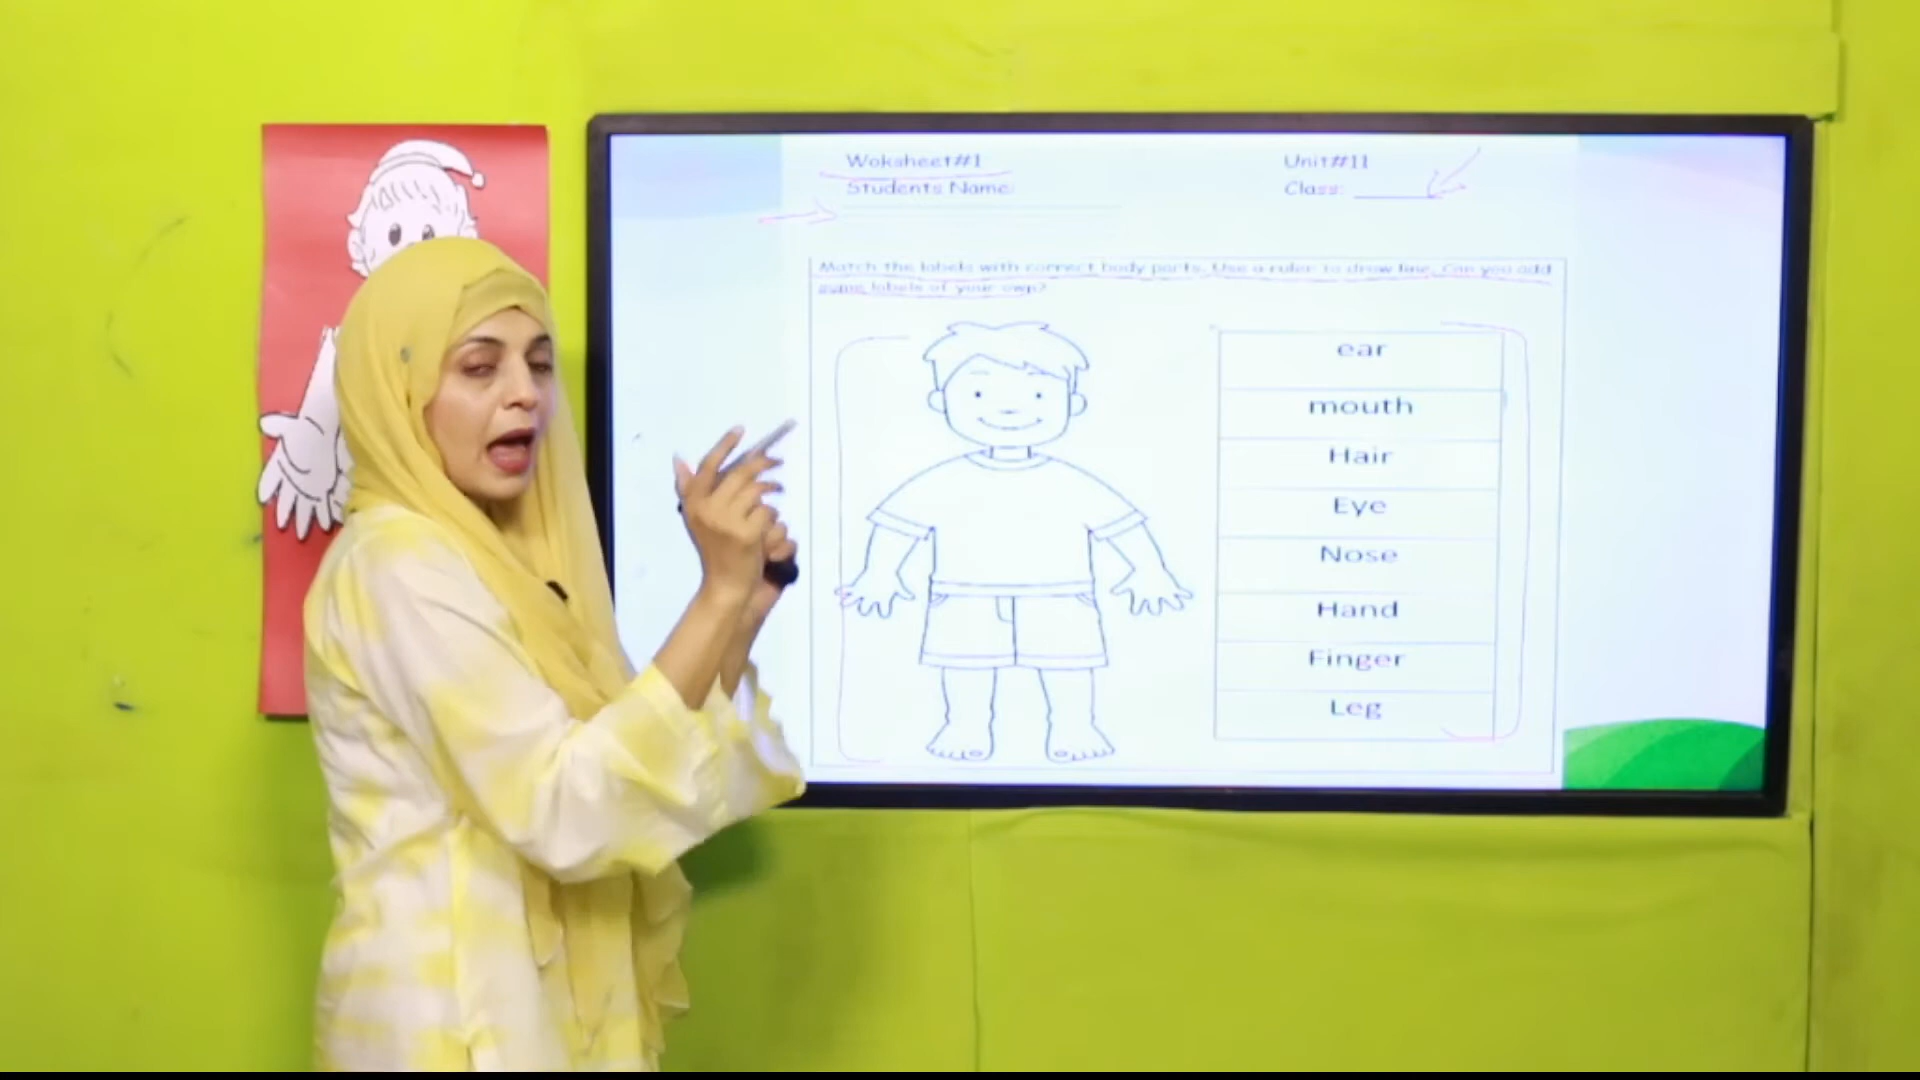 Woksheet#1
Unit#11
Students Name:
Class:
Match the labels with correct body parts. Use a ruler to draw line. Can you add
some labels of your own?
ear
mouth
Hair
Eye
Nose
Hand
Finger
Leg